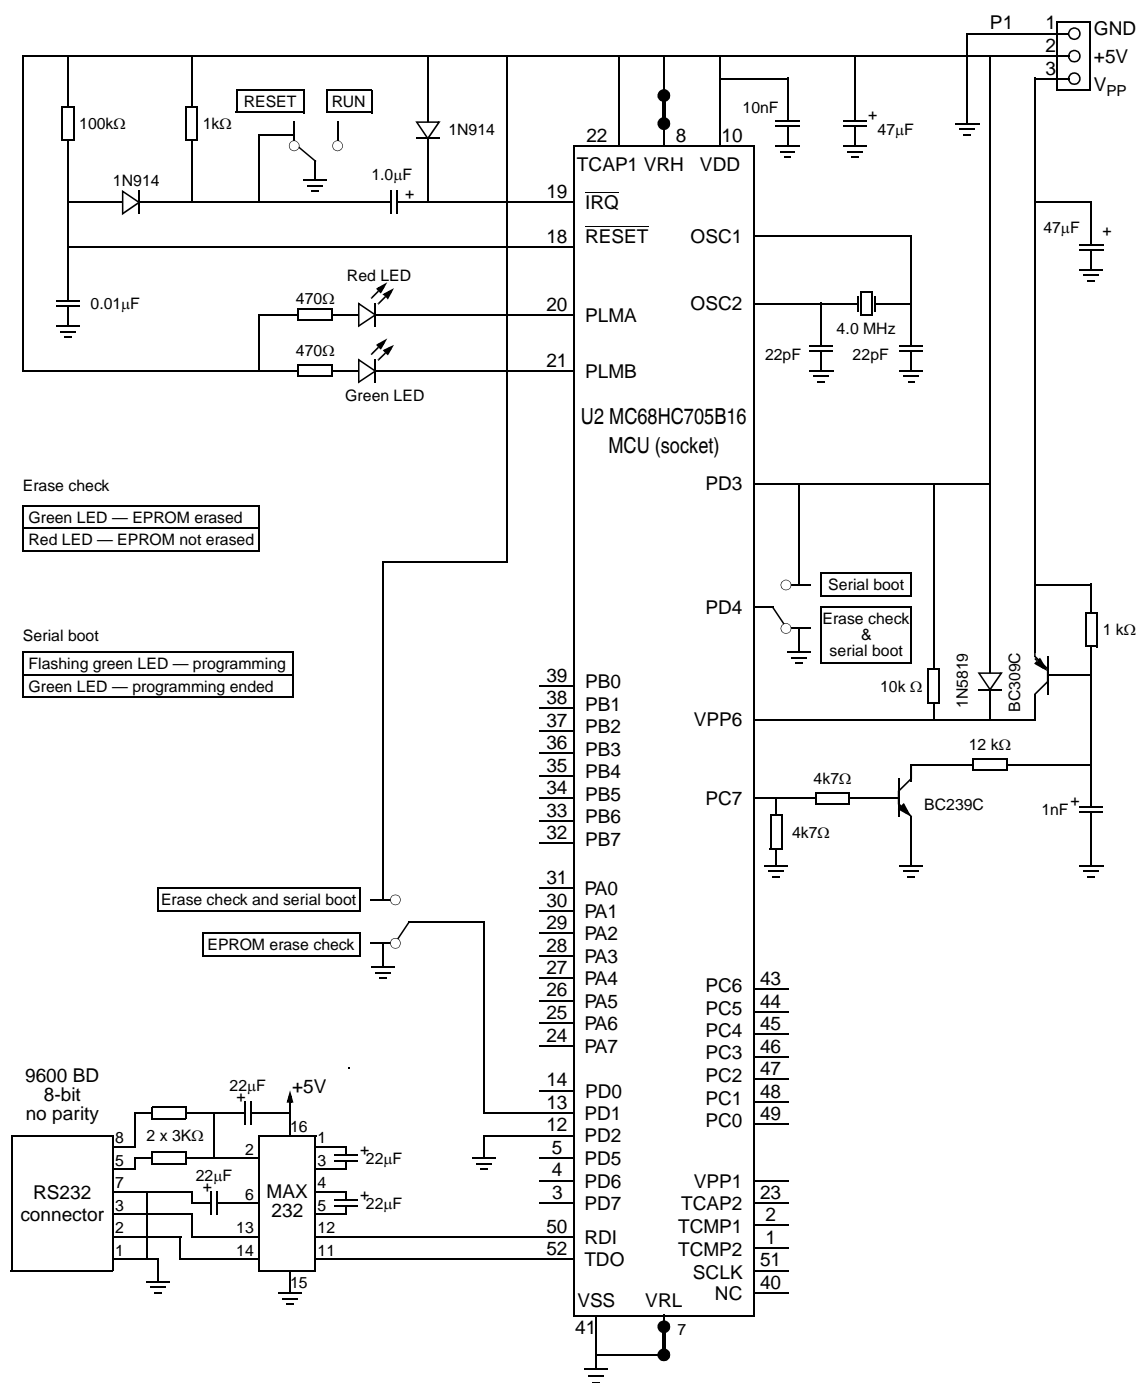 P1
1
GND
2
+5V
3
VPP
100kΩ
1kΩ
RESET
RUN
1N914
10nF
47µF
+
22
8
10
TCAP1 VRH VDD
1N914
1.0µF
+
19
IRQ
18
RESET
OSC1
47µF
+
Red LED
0.01µF
470Ω
20
PLMA
OSC2
4.0 MHz
470Ω
21
PLMB
22pF
22pF
Green LED
U2 MC68HC705B16
MCU (socket)
Erase check
Green LED — EPROM erased
Red LED — EPROM not erased
PD3
Serial boot
PD4
Erase check
&
serial boot
1 kΩ
Serial boot
Flashing green LED — programming
Green LED — programming ended
10k Ω
1N5819
BC309C
VPP6
12 kΩ
4k7Ω
PC7
BC239C
1nF
+
4k7Ω
39
PB0
38
PB1
37
PB2
36
PB3
35
PB4
34
PB5
33
PB6
32
PB7
31
PA0
30
PA1
29
PA2
28
PA3
27
PA4
26
PA5
25
PA6
24
PA7
Erase check and serial boot
EPROM erase check
PC6
43
PC5
44
PC4
45
PC3
46
PC2
47
PC1
48
PC0
49
14
PD0
13
PD1
12
PD2
5
PD5
4
PD6
3
PD7
50
RDI
52
TDO
VPP1
TCAP2
23
TCMP1
2
TCMP2
1
SCLK
51
NC
40
9600 BD
8-bit
no parity
22µF
+
+5V
16
8
2 x 3KΩ
5
2
1
3
+
22µF
7
22µF
+
6
4
5
+
22µF
RS232
connector
MAX
232
3
13
12
2
14
11
1
15
VSS
VRL
41
7